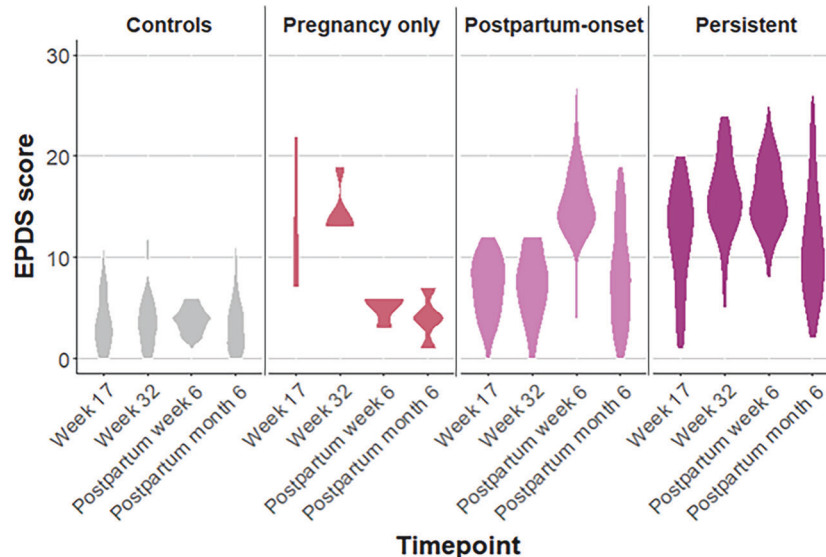 Controls
Pregnancy only
Postpartum-onset
Persistent
EPDS score
30
20
10
0
Week 17
Week 32
Postpartum week 6
Postpartum month 6
Week 17
Week 32
Postpartum week 6
Postpartum month 6
Week 17
Week 32
Postpartum week 6
Postpartum month 6
Week 17
Week 32
Postpartum week 6
Postpartum month 6
Timepoint